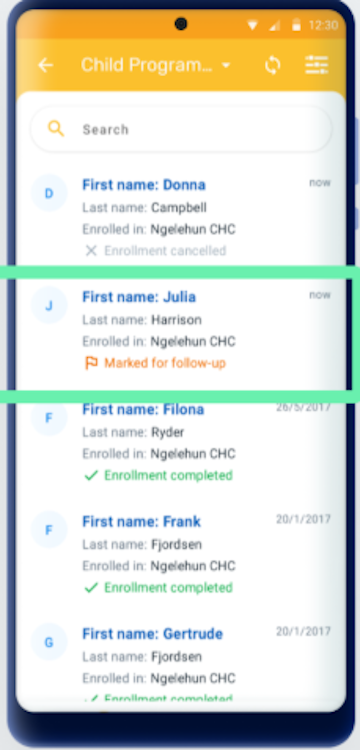 12:30
Child Program...
Search
D
First name: Donna
now
Last name: Campbell
Enrolled in: Ngelehun CHC
Enrollment cancelled
J
First name: Julia
now
Last name: Harrison
Enrolled in: Ngelehun CHC
Marked for follow-up
F
First name: Filona
26/5/2017
Last name: Ryder
Enrolled in: Ngelehun CHC
Enrollment completed
F
First name: Frank
20/1/2017
Last name: Fjordsen
Enrolled in: Ngelehun CHC
Enrollment completed
G
First name: Gertrude
20/1/2017
Last name: Fjordsen
Enrolled in: Ngelehun CHC
Enrollment completed